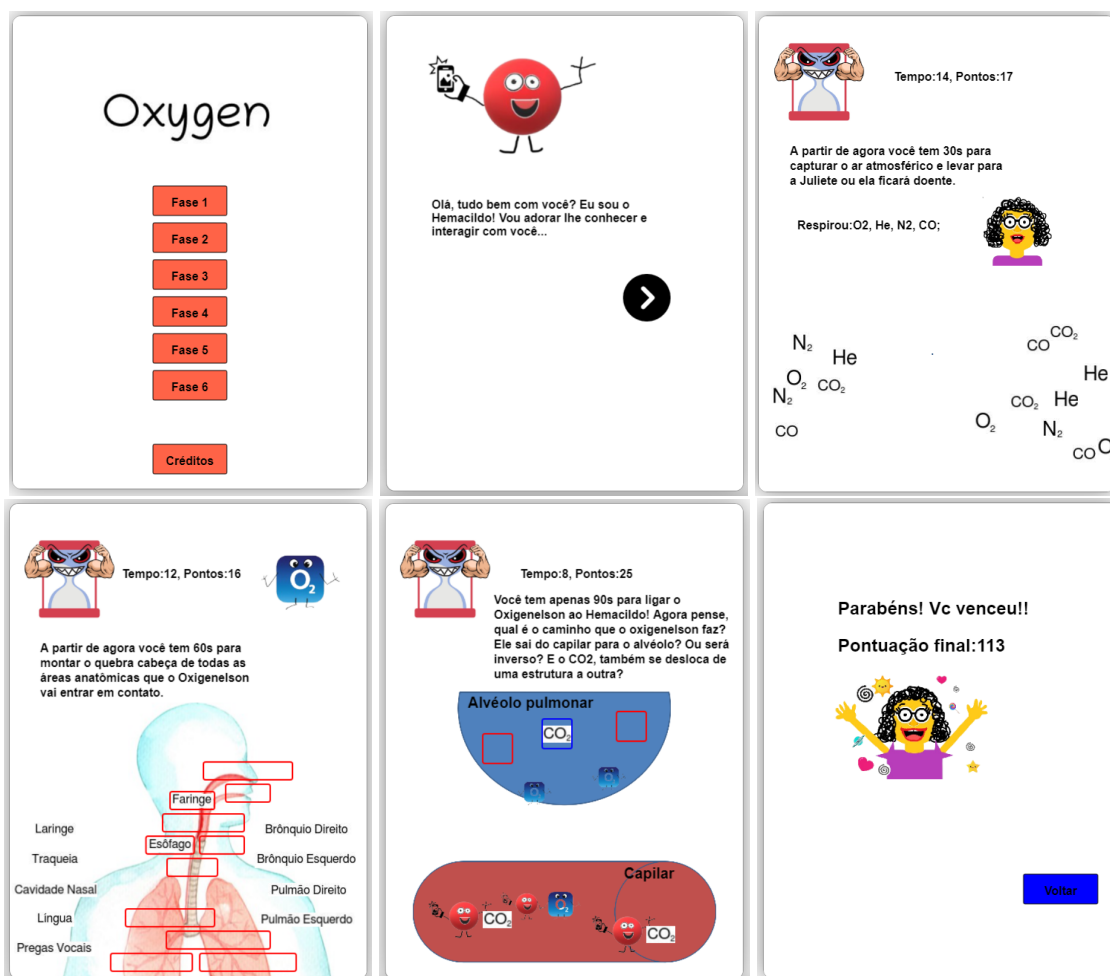 Oxygen
Fase 1
Fase 2
Fase 3
Fase 4
Fase 5
Fase 6
Créditos
Olá, tudo bem com você? Eu sou o
Hemacildo! Vou adorar lhe conhecer e
interagir com você...
Tempo:14, Pontos:17
A partir de agora você tem 30s para
capturar o ar atmosférico e levar para
a Juliete ou ela ficará doente.
Respirou:O2, He, N2, CO;
N₂
He
O₂
CO₂
N₂
CO
CO₂
CO
He
CO₂
He
O₂
N₂
CO
Tempo:12, Pontos:16
O₂
A partir de agora você tem 60s para
montar o quebra cabeça de todas as
áreas anatômicas que o Oxigenelson
vai entrar em contato.
Faringe
Laringe
Brônquio Direito
Esôfago
Traqueia
Brônquio Esquerdo
Cavidade Nasal
Pulmão Direito
Lingua
Pulmão Esquerdo
Pregas Vocais
Tempo:8, Pontos:25
Você tem apenas 90s para ligar o
Oxigenelson ao Hemacildo! Agora pense,
qual é o caminho que o oxigenelson faz?
Ele sai do capilar para o alvéolo? Ou será
inverso? E o CO2, também se desloca de
uma estrutura a outra?
Alvéolo pulmonar
CO₂
Capilar
CO₂
CO₂
Parabéns! Vc venceu!!
Pontuação final:113
Voltar